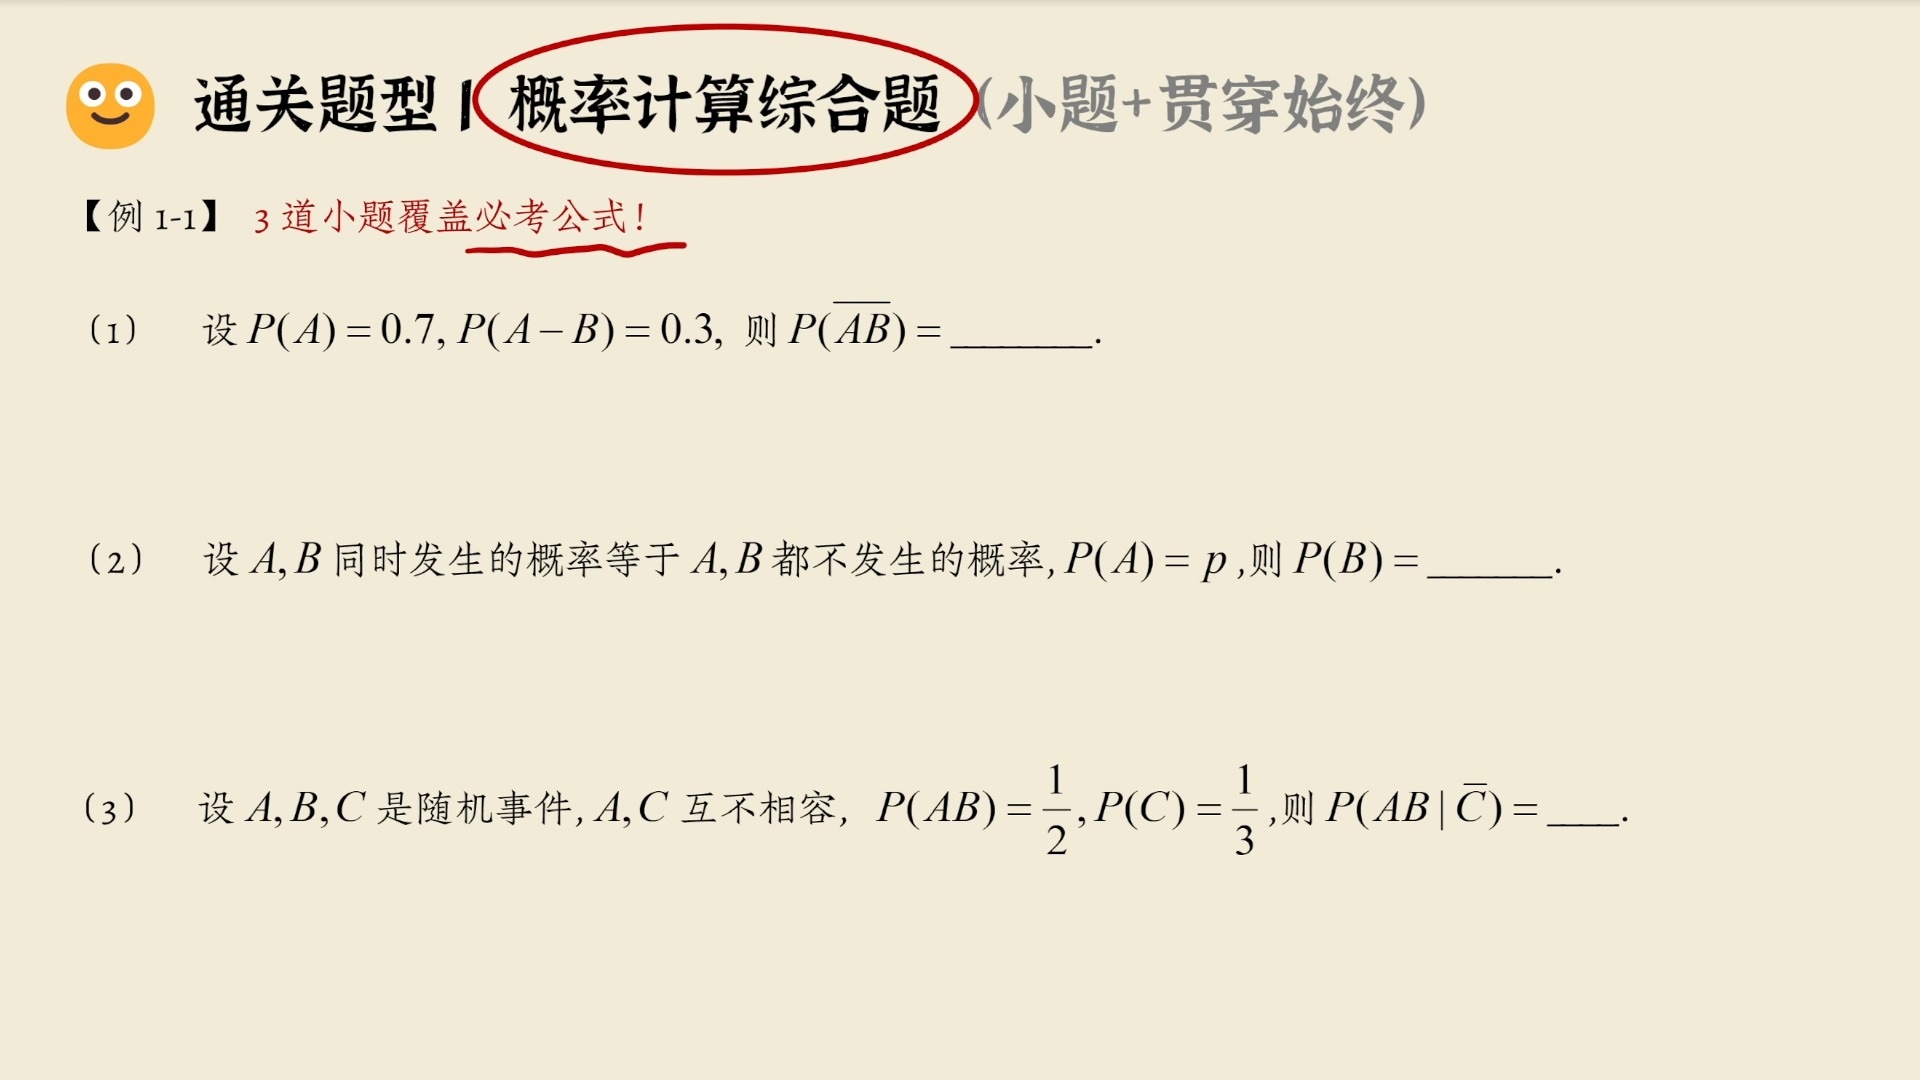 通关题型 | 概率计算综合题 (小题+贯穿始终)
【例 1-1】 3 道小题覆盖必考公式！
（1） 设 $P(A)=0.7, P(A-B)=0.3,$ 则 $P(\overline{AB})=$ ________.
（2） 设 $A,B$ 同时发生的概率等于 $A,B$ 都不发生的概率, $P(A)=p$ ,则 $P(B)=$ _______.
（3） 设 $A,B,C$ 是随机事件, $A,C$ 互不相容， $P(AB)=\frac{1}{2}, P(C)=\frac{1}{3}$ ,则 $P(AB|\overline{C})=$ ____.